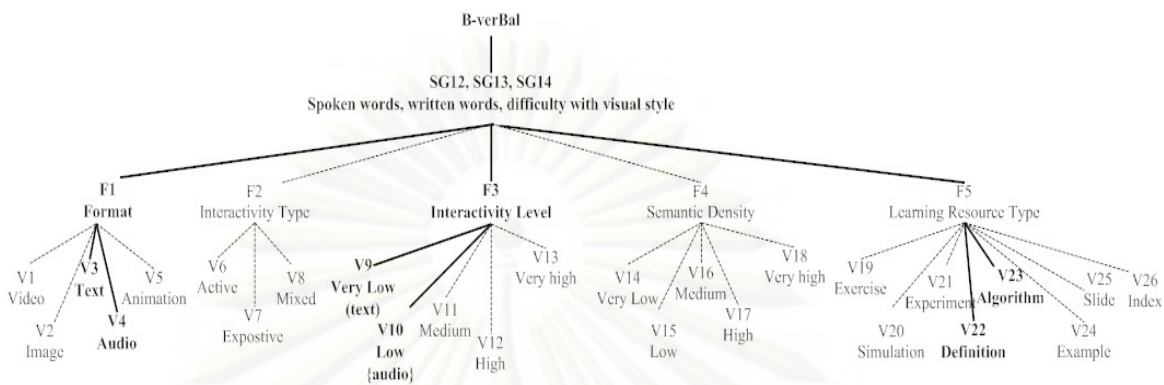 B-verBal
SG12, SG13, SG14
Spoken words, written words, difficulty with visual style
F1
Format
F2
Interactivity Type
F3
Interactivity Level
F4
Semantic Density
F5
Learning Resource Type
V1
Video
V2
Image
V3
Text
V4
Audio
V5
Animation
V6
Active
V7
Expostive
V8
Mixed
V9
Very Low
(text)
V10
Low
{audio}
V11
Medium
V12
High
V13
Very high
V14
Very Low
V15
Low
V16
Medium
V17
High
V18
Very high
V19
Exercise
V20
Simulation
V21
Experiment
V22
Definition
V23
Algorithm
V24
Example
V25
Slide
V26
Index